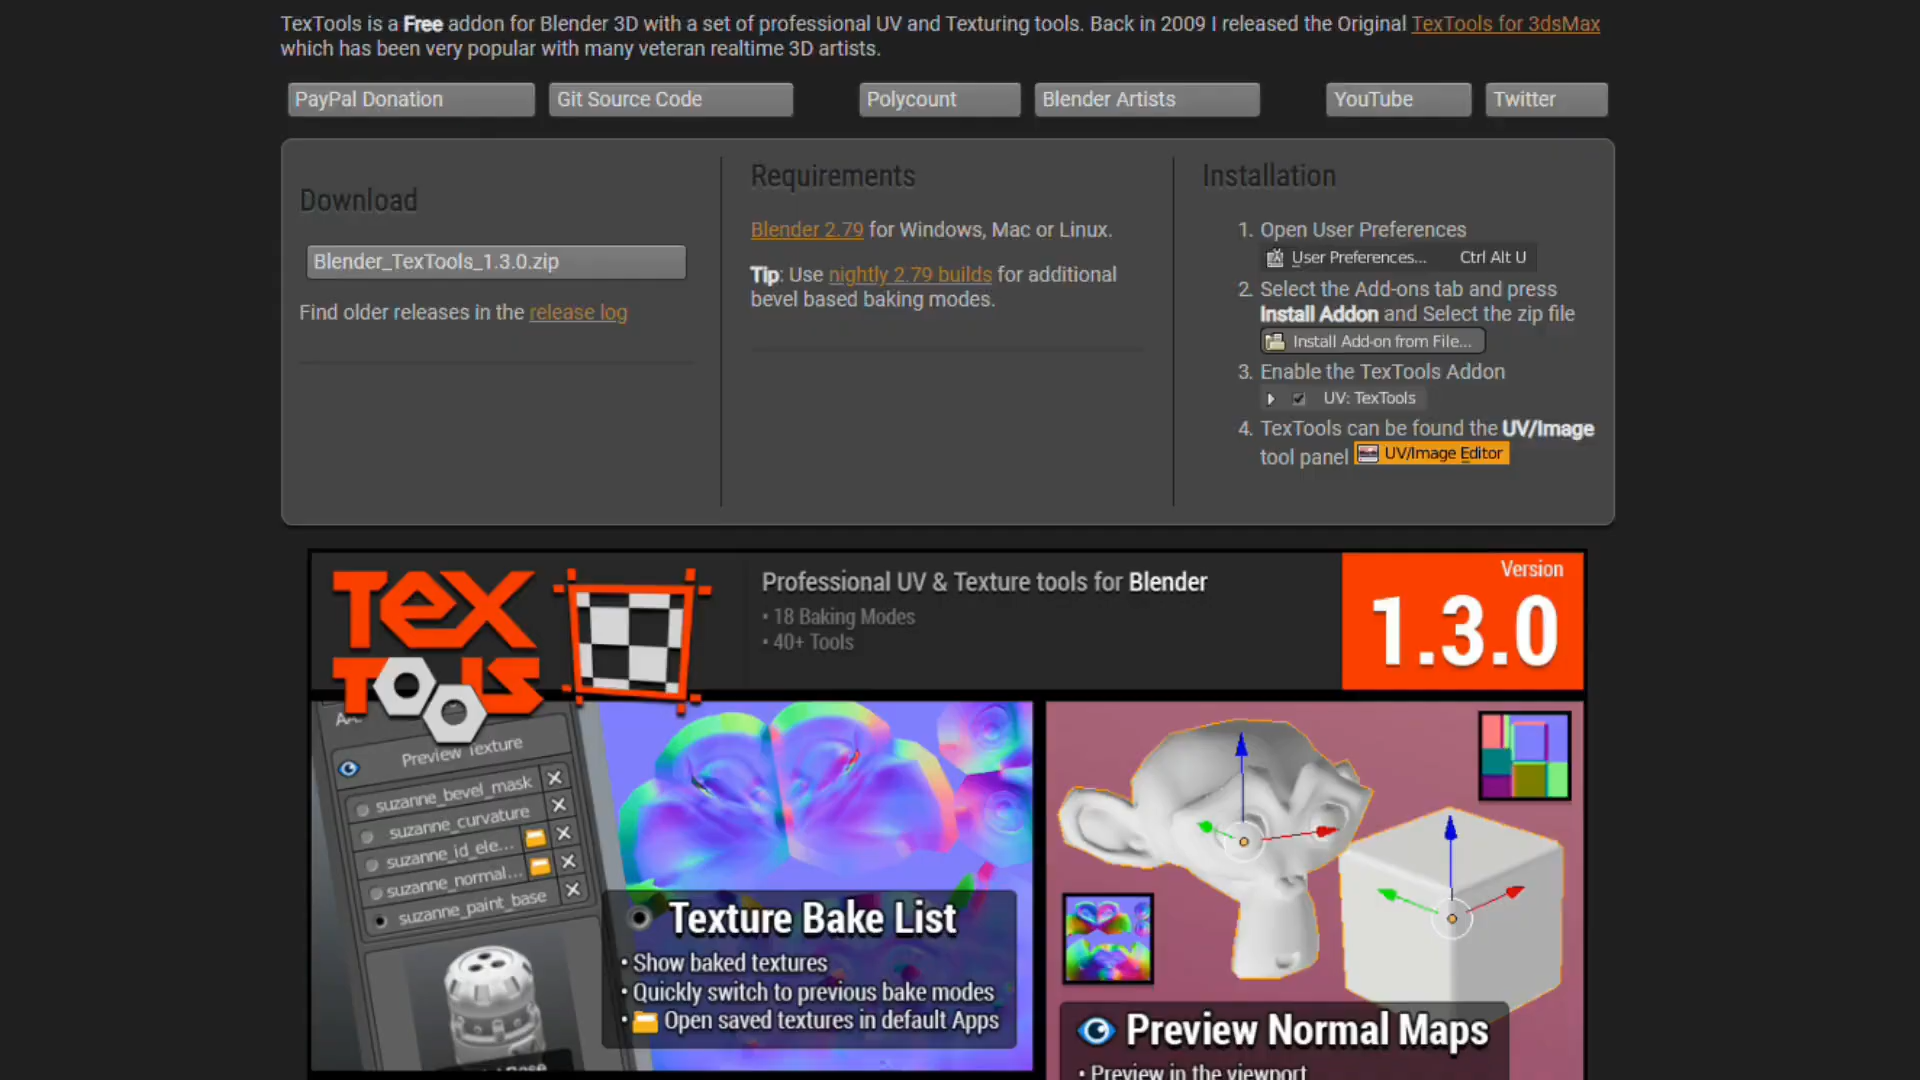 TexTools is a Free addon for Blender 3D with a set of professional UV and Texturing tools. Back in 2009 I released the Original TexTools for 3dsMax
which has been very popular with many veteran realtime 3D artists.
PayPal Donation
Git Source Code
Polycount
Blender Artists
YouTube
Twitter
Download
Blender_TexTools_1.3.0.zip
Find older releases in the release log
Requirements
Blender 2.79 for Windows, Mac or Linux.
Tip: Use nightly 2.79 builds for additional
bevel based baking modes.
Installation
1. Open User Preferences
User Preferences... Ctrl Alt U
2. Select the Add-ons tab and press
Install Addon and Select the zip file
Install Add-on from File...
3. Enable the TexTools Addon
UV: TexTools
4. TexTools can be found the UV/Image
tool panel UV/Image Editor
TEX
TOOLS
Professional UV & Texture tools for Blender
• 18 Baking Modes
• 40+ Tools
Version
1.3.0
Preview Texture
suzanne_bevel_mask
suzanne_curvature
suzanne_id_ele...
suzanne_normal...
suzanne_paint_base
Texture Bake List
• Show baked textures
• Quickly switch to previous bake modes
• Open saved textures in default Apps
Preview Normal Maps
• Preview in the viewport